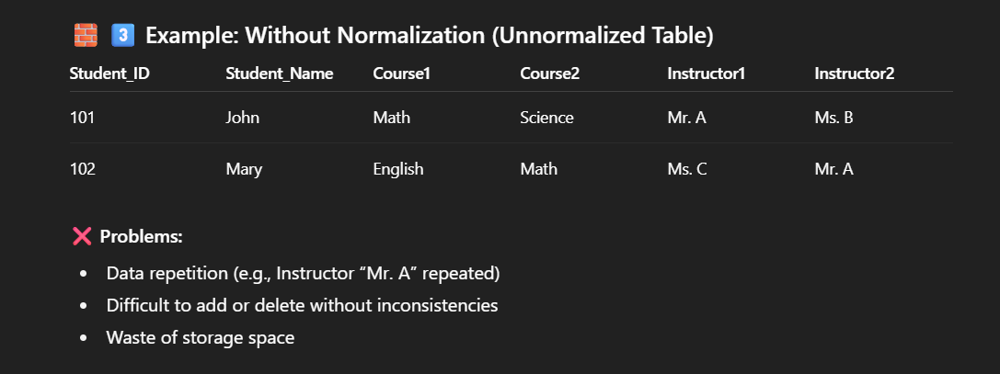 🧱 3️⃣ Example: Without Normalization (Unnormalized Table)
Student_ID Student_Name Course1 Course2 Instructor1 Instructor2
101 John Math Science Mr. A Ms. B
102 Mary English Math Ms. C Mr. A
❌ Problems:
• Data repetition (e.g., Instructor “Mr. A” repeated)
• Difficult to add or delete without inconsistencies
• Waste of storage space